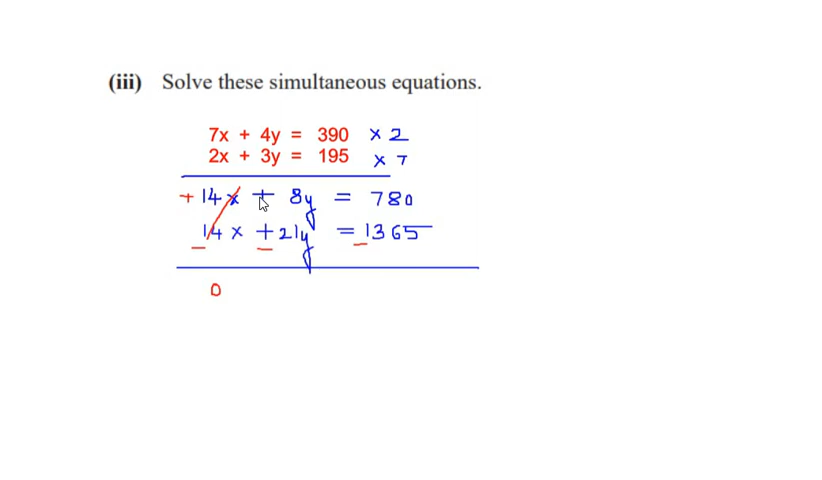 (iii) Solve these simultaneous equations.
7x + 4y = 390 × 2
2x + 3y = 195 × 7
+ 14x + 8y = 780
14x + 21y = 1365
− − −
0